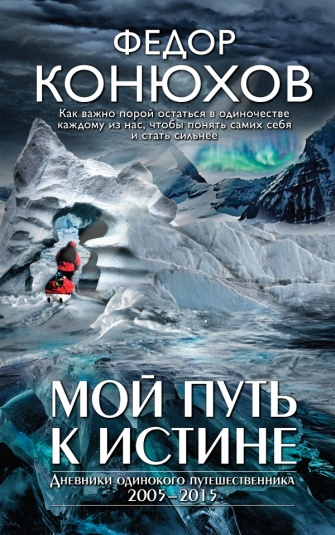 ФЕДОР
КОНЮХОВ
Как важно порой остаться в одиночестве
каждому из нас, чтобы понять самих себя
и стать сильнее
МОЙ ПУТЬ
К ИСТИНЕ
Дневники одинокого путешественника
2005–2015